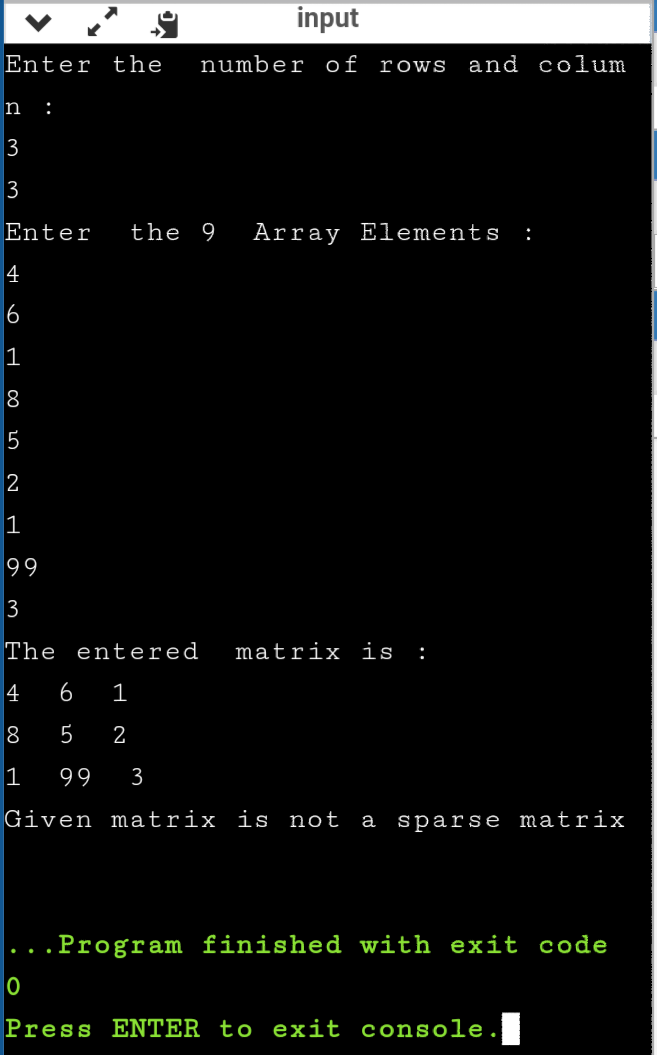 input
Enter the  number of rows and colum
n :
3
3
Enter  the 9  Array Elements :
4
6
1
8
5
2
1
99
3
The entered  matrix is :
4  6  1
8  5  2
1  99  3
Given matrix is not a sparse matrix
...Program finished with exit code
0
Press ENTER to exit console.